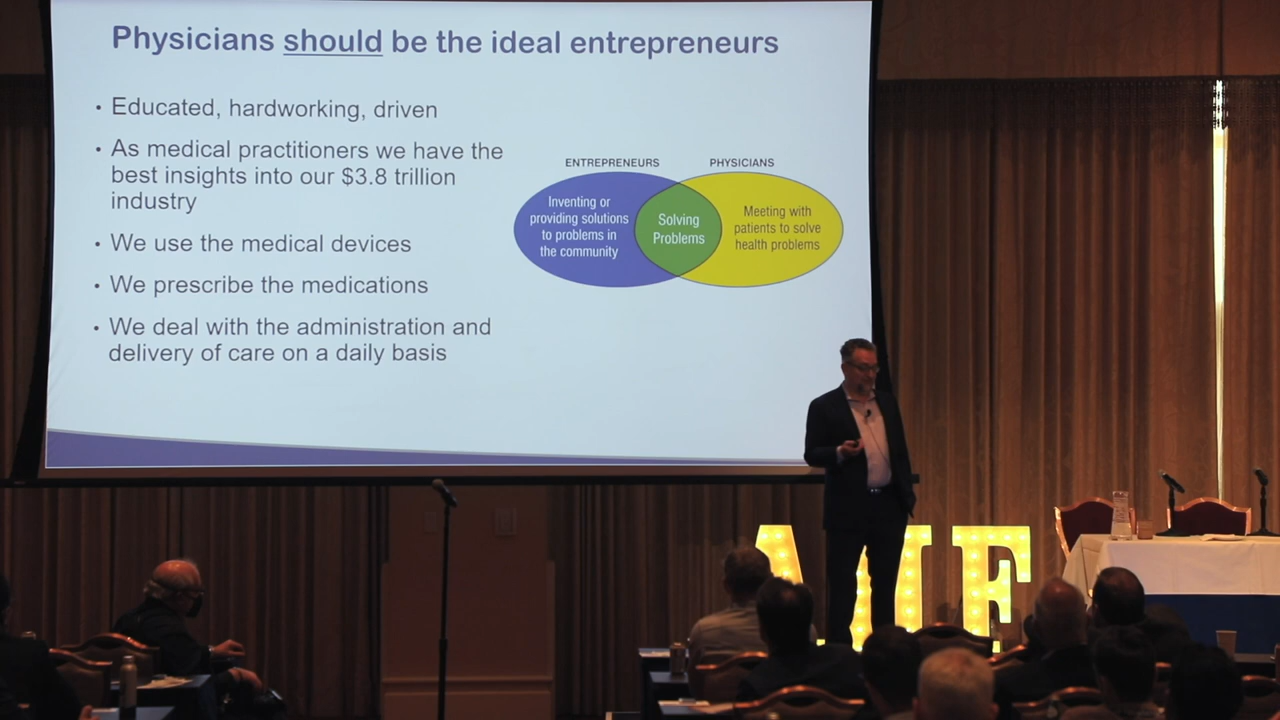 Physicians should be the ideal entrepreneurs
• Educated, hardworking, driven
• As medical practitioners we have the
best insights into our $3.8 trillion
industry
• We use the medical devices
• We prescribe the medications
• We deal with the administration and
delivery of care on a daily basis
ENTREPRENEURS
PHYSICIANS
Inventing or
providing solutions
to problems in
the community
Solving
Problems
Meeting with
patients to solve
health problems